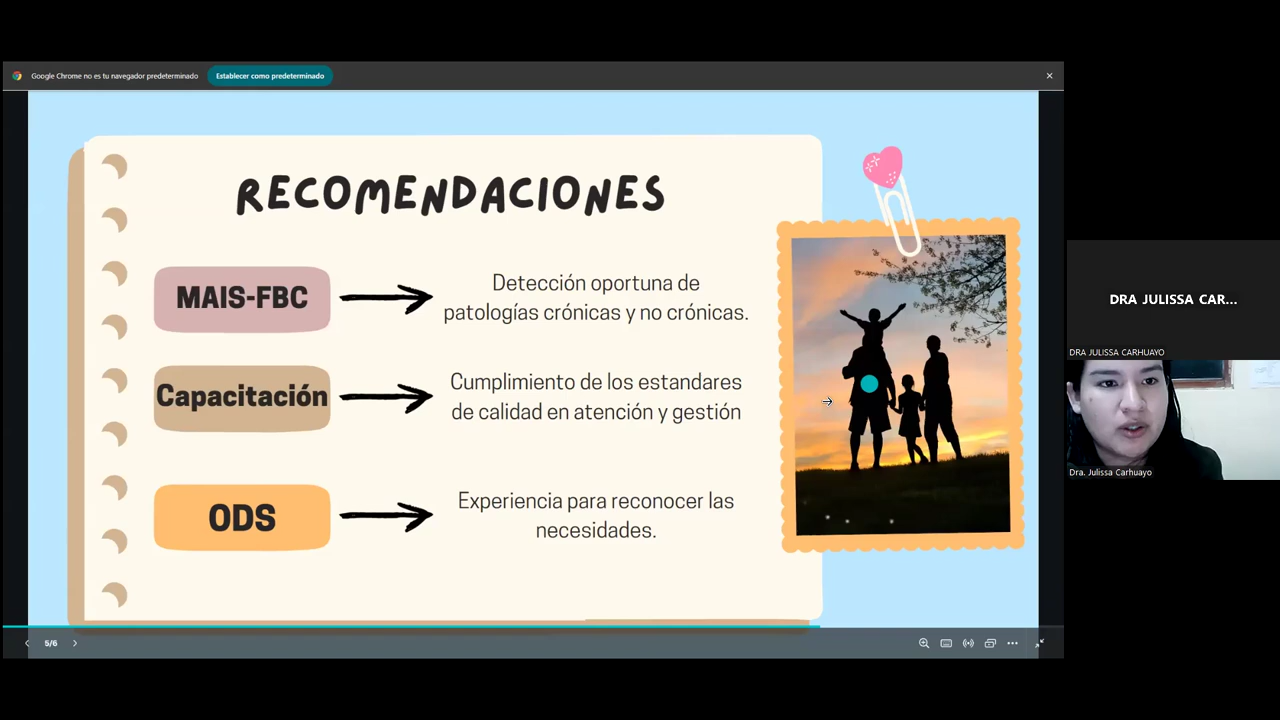 Google Chrome no es tu navegador predeterminado
Establecer como predeterminado
RECOMENDACIONES
MAIS-FBC
Detección oportuna de
patologías crónicas y no crónicas.
Capacitación
Cumplimiento de los estandares
de calidad en atención y gestión
ODS
Experiencia para reconocer las
necesidades.
5/6
DRA JULISSA CAR...
DRA JULISSA CARHUAYO
Dra. Julissa Carhuayo